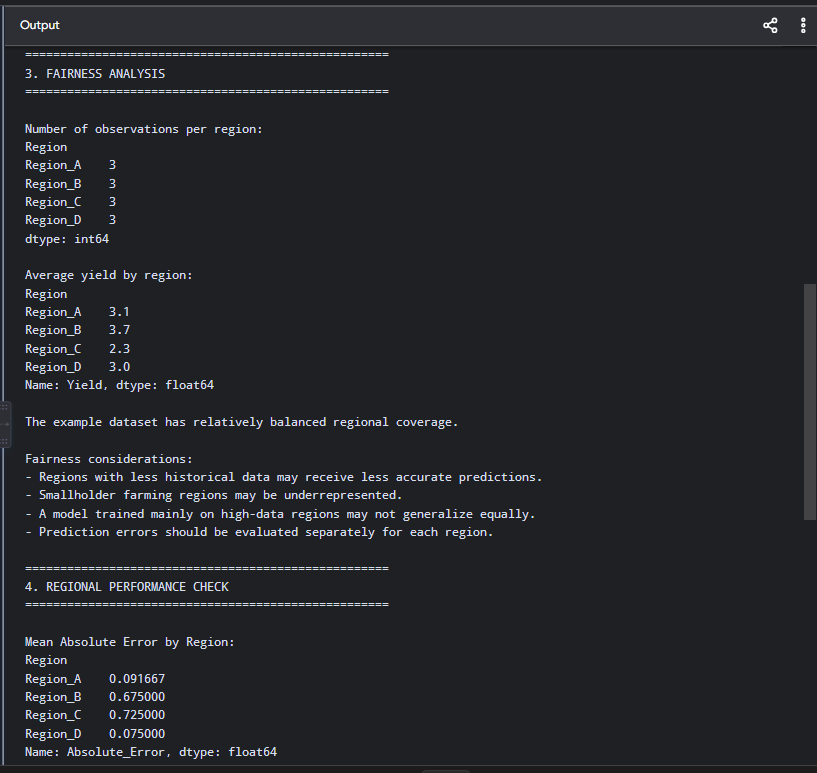 Output
====================================================
3. FAIRNESS ANALYSIS
====================================================
Number of observations per region:
Region
Region_A    3
Region_B    3
Region_C    3
Region_D    3
dtype: int64
Average yield by region:
Region
Region_A    3.1
Region_B    3.7
Region_C    2.3
Region_D    3.0
Name: Yield, dtype: float64
The example dataset has relatively balanced regional coverage.
Fairness considerations:
- Regions with less historical data may receive less accurate predictions.
- Smallholder farming regions may be underrepresented.
- A model trained mainly on high-data regions may not generalize equally.
- Prediction errors should be evaluated separately for each region.
====================================================
4. REGIONAL PERFORMANCE CHECK
====================================================
Mean Absolute Error by Region:
Region
Region_A    0.091667
Region_B    0.675000
Region_C    0.725000
Region_D    0.075000
Name: Absolute_Error, dtype: float64